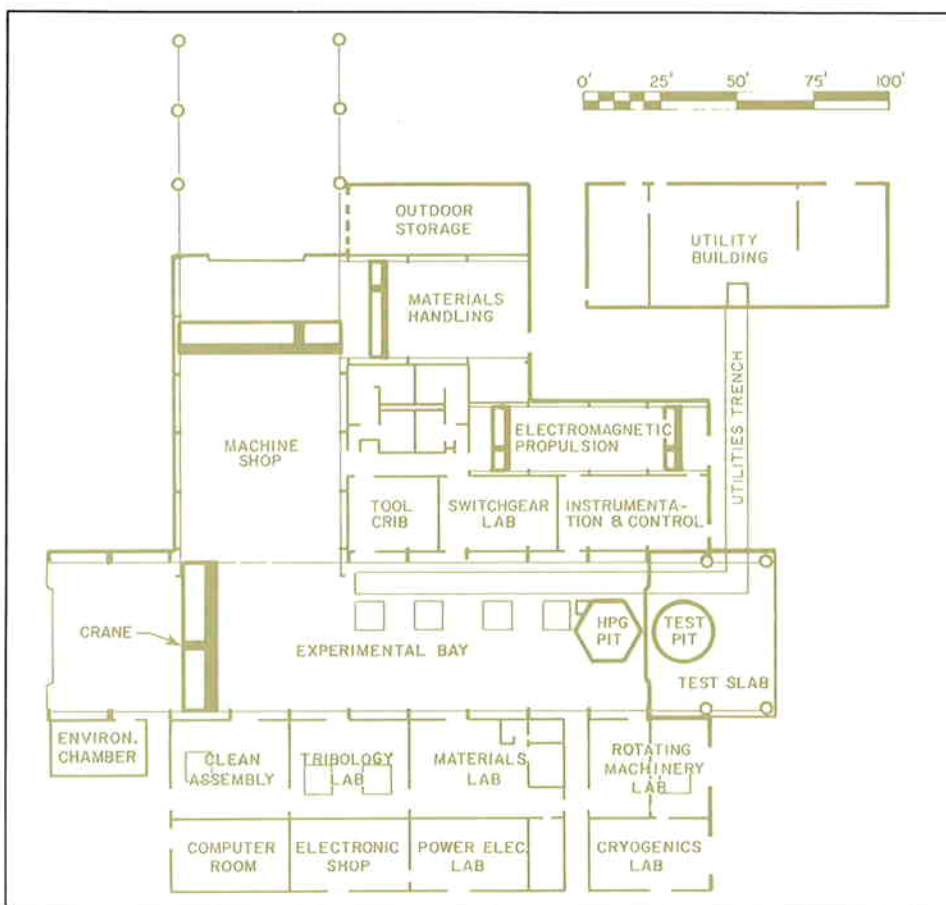 0' 25' 50' 75' 100'
OUTDOOR
STORAGE
UTILITY
BUILDING
MATERIALS
HANDLING
UTILITIES TRENCH
MACHINE
SHOP
ELECTROMAGNETIC
PROPULSION
TOOL
CRIB
SWITCHGEAR
LAB
INSTRUMENTA-
TION & CONTROL
CRANE
EXPERIMENTAL BAY
HPG
PIT
TEST
PIT
TEST SLAB
ENVIRON.
CHAMBER
CLEAN
ASSEMBLY
TRIBOLOGY
LAB
MATERIALS
LAB
ROTATING
MACHINERY
LAB
COMPUTER
ROOM
ELECTRONIC
SHOP
POWER ELEC.
LAB
CRYOGENICS
LAB